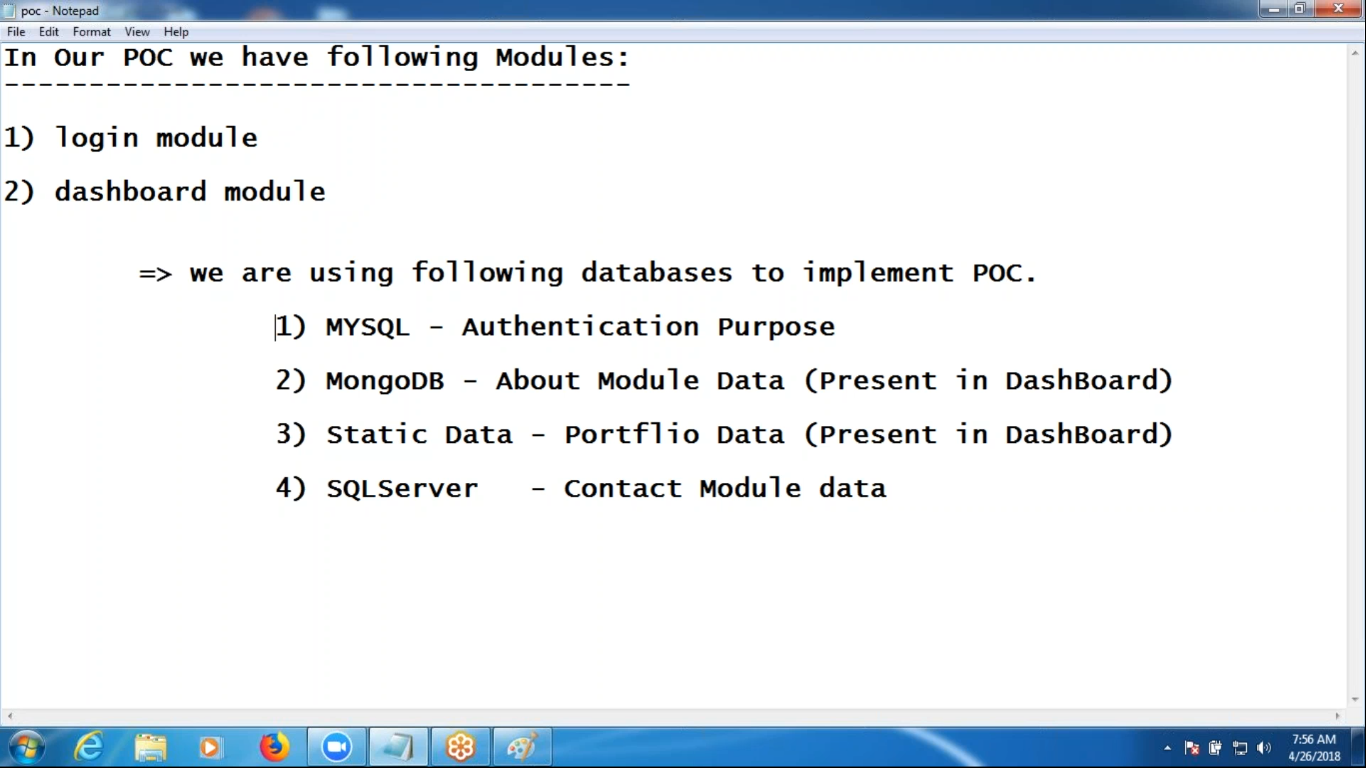 poc - Notepad
File Edit Format View Help
In Our POC we have following Modules:
-------------------------------------
1) login module
2) dashboard module
=> we are using following databases to implement POC.
1) MYSQL - Authentication Purpose
2) MongoDB - About Module Data (Present in DashBoard)
3) Static Data - Portflio Data (Present in DashBoard)
4) SQLServer - Contact Module data
7:56 AM
4/26/2018